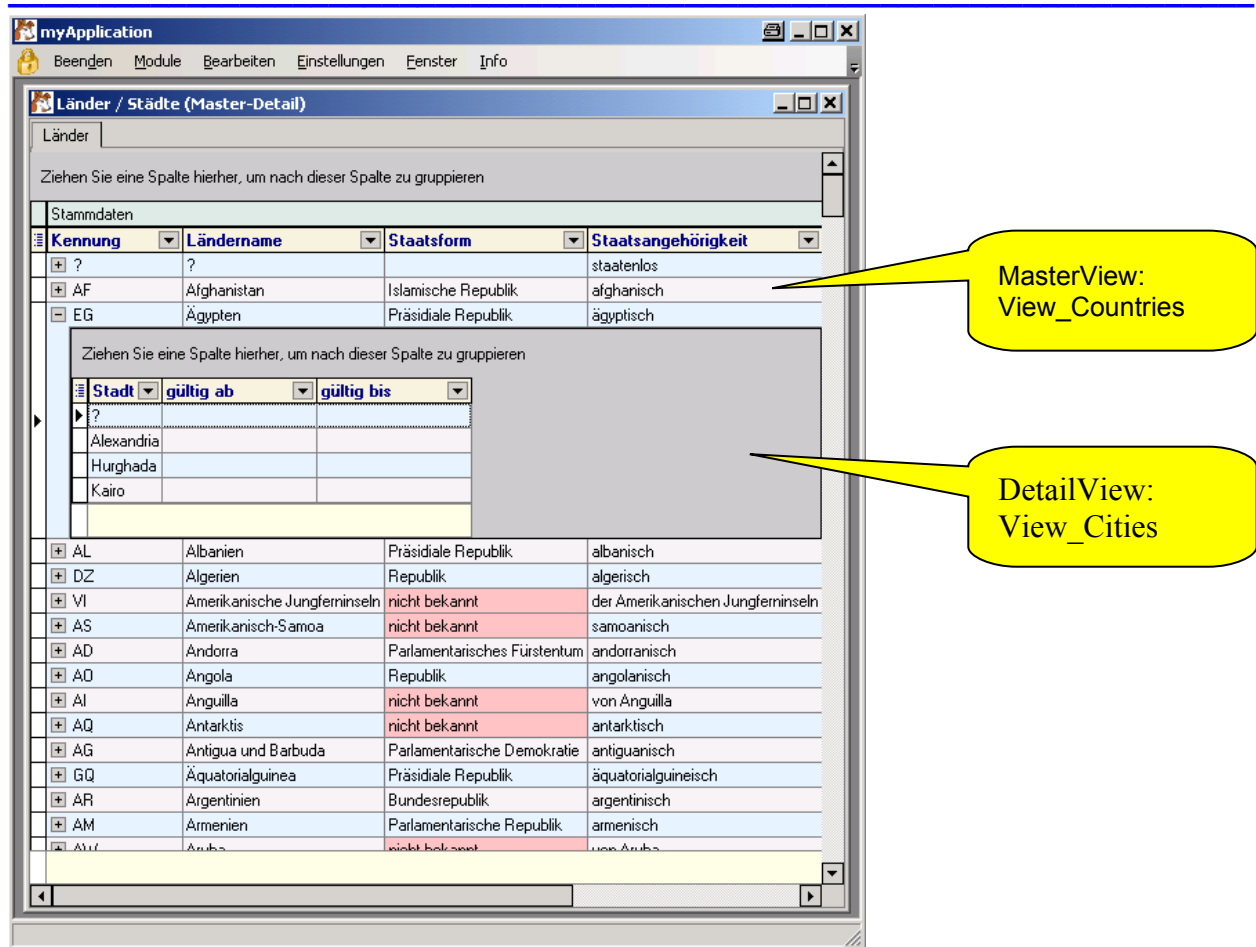 myApplication
Beenden Module Bearbeiten Einstellungen Fenster Info
Länder / Städte (Master-Detail)
Länder
Ziehen Sie eine Spalte hierher, um nach dieser Spalte zu gruppieren
Stammdaten
Kennung Ländername Staatsform Staatsangehörigkeit
? ? staatenlos
AF Afghanistan Islamische Republik afghanisch
EG Ägypten Präsidiale Republik ägyptisch
Ziehen Sie eine Spalte hierher, um nach dieser Spalte zu gruppieren
Stadt gültig ab gültig bis
?
Alexandria
Hurghada
Kairo
AL Albanien Präsidiale Republik albanisch
DZ Algerien Republik algerisch
VI Amerikanische Jungferninseln nicht bekannt der Amerikanischen Jungferninseln
AS Amerikanisch-Samoa nicht bekannt samoanisch
AD Andorra Parlamentarisches Fürstentum andorranisch
AO Angola Republik angolanisch
AI Anguilla nicht bekannt von Anguilla
AQ Antarktis nicht bekannt antarktisch
AG Antigua und Barbuda Parlamentarische Demokratie antiguanisch
GQ Äquatorialguinea Präsidiale Republik äquatorialguineisch
AR Argentinien Bundesrepublik argentinisch
AM Armenien Parlamentarische Republik armenisch
AW Aruba nicht bekannt von Aruba
MasterView:
View_Countries
DetailView:
View_Cities